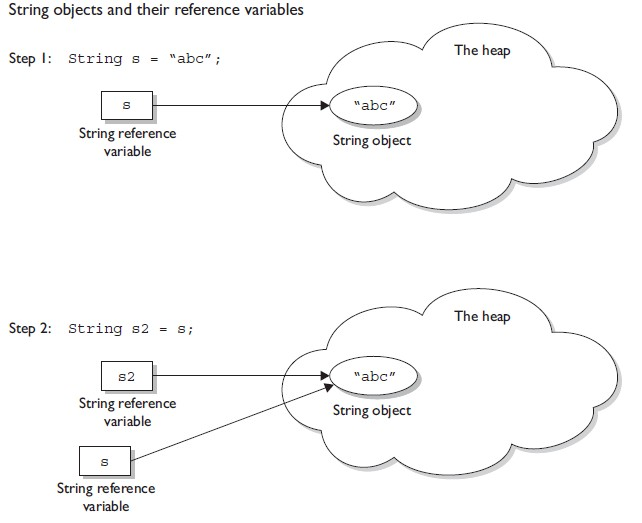 String objects and their reference variables
The heap
Step 1: String s = “abc”;
s
“abc”
String reference
variable
String object
The heap
Step 2: String s2 = s;
s2
“abc”
String reference
variable
String object
s
String reference
variable